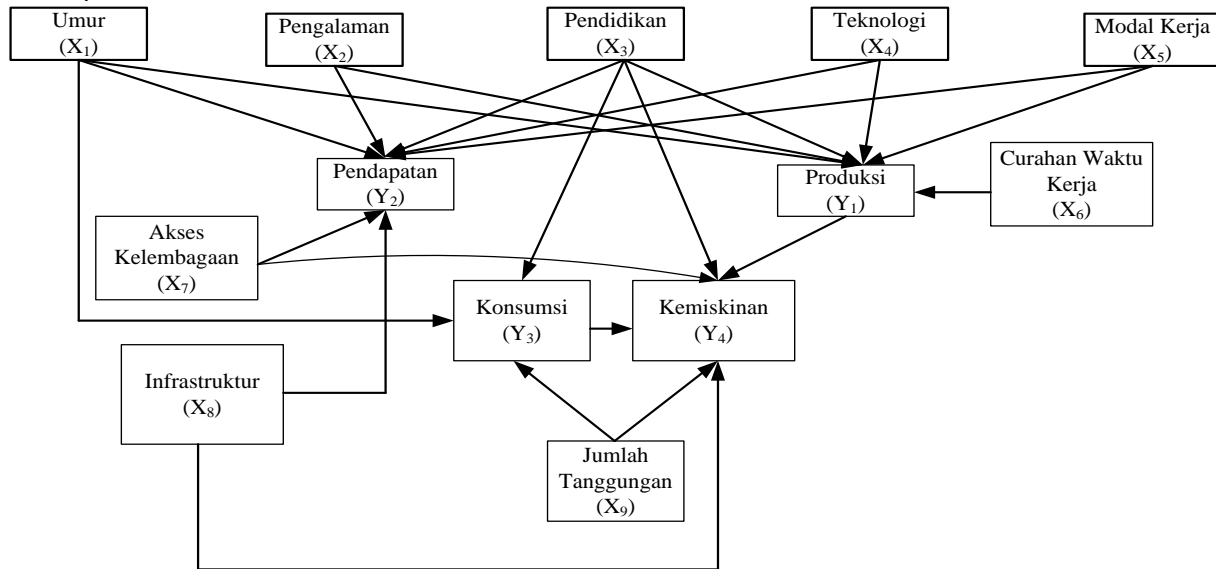 Umur
(X₁)
Pengalaman
(X₂)
Pendidikan
(X₃)
Teknologi
(X₄)
Modal Kerja
(X₅)
Pendapatan
(Y₂)
Produksi
(Y₁)
Curahan Waktu
Kerja
(X₆)
Akses
Kelembagaan
(X₇)
Konsumsi
(Y₃)
Kemiskinan
(Y₄)
Infrastruktur
(X₈)
Jumlah
Tanggungan
(X₉)